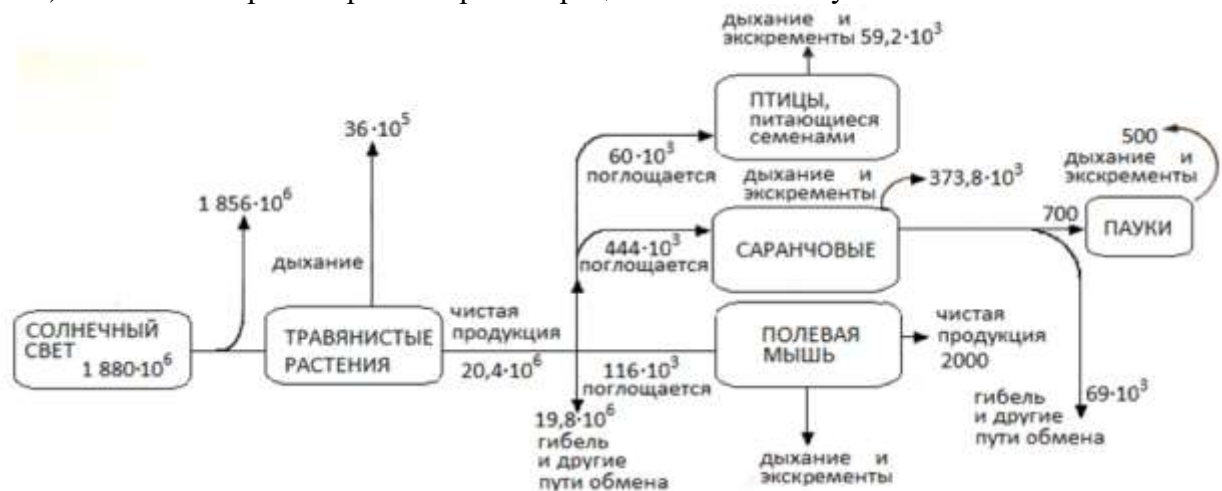 дыхание и
экскременты 59,2·10³
ПТИЦЫ,
питающиеся
семенами
36·10⁵
60·10³
поглощается
500
дыхание и
экскременты
дыхание и
экскременты
373,8·10³
1 856·10⁶
700
ПАУКИ
444·10³
поглощается
САРАНЧОВЫЕ
дыхание
чистая
продукция
20,4·10⁶
СОЛНЕЧНЫЙ
СВЕТ
1 880·10⁶
ТРАВЯНИСТЫЕ
РАСТЕНИЯ
ПОЛЕВАЯ
МЫШЬ
чистая
продукция
2000
116·10³
поглощается
19,8·10⁶
гибель
и другие
пути обмена
69·10³
гибель
и другие
пути обмена
дыхание и
экскременты